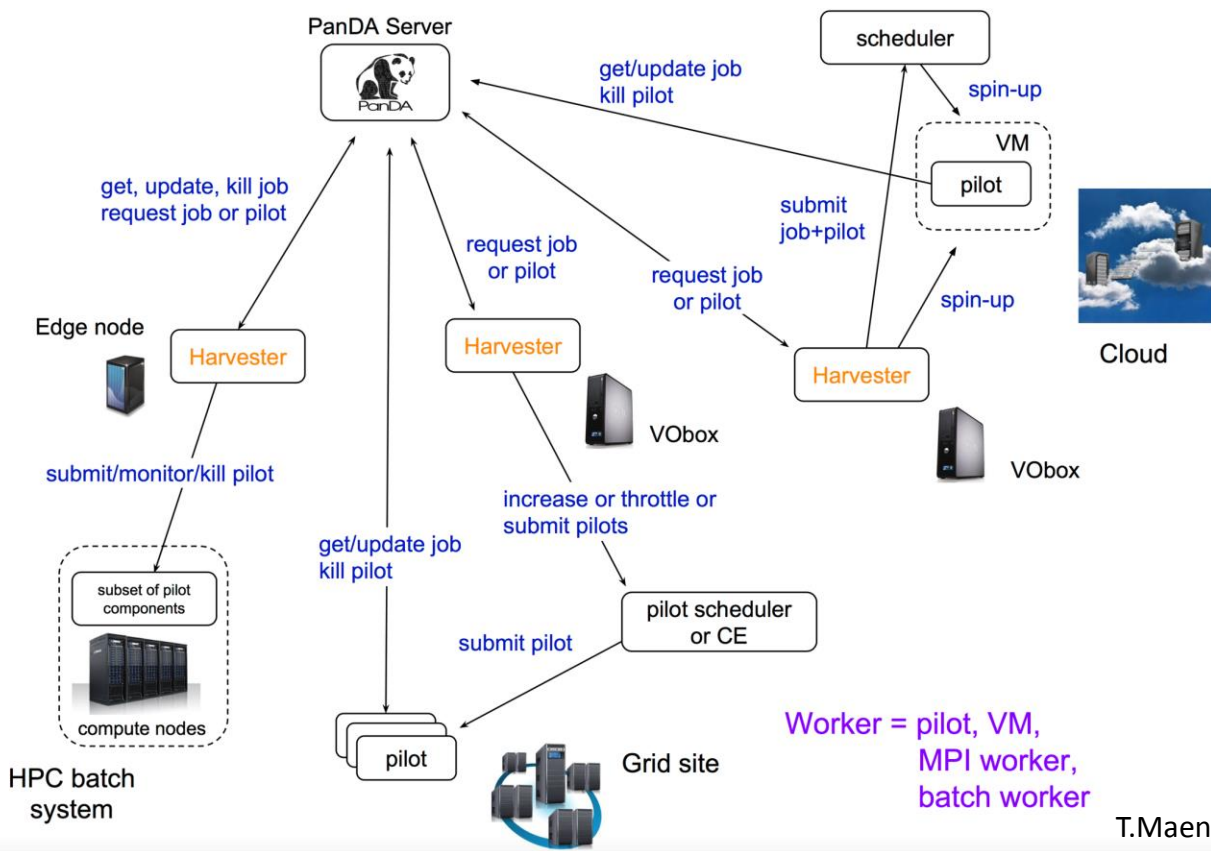 PanDA Server
PanDA
scheduler
get/update job
kill pilot
spin-up
VM
pilot
get, update, kill job
request job or pilot
submit
job+pilot
request job
or pilot
request job
or pilot
spin-up
Edge node
Harvester
Harvester
Harvester
Cloud
VObox
VObox
submit/monitor/kill pilot
increase or throttle or
submit pilots
get/update job
kill pilot
subset of pilot
components
pilot scheduler
or CE
submit pilot
compute nodes
pilot
Grid site
HPC batch
system
Worker = pilot, VM,
MPI worker,
batch worker
T.Maen